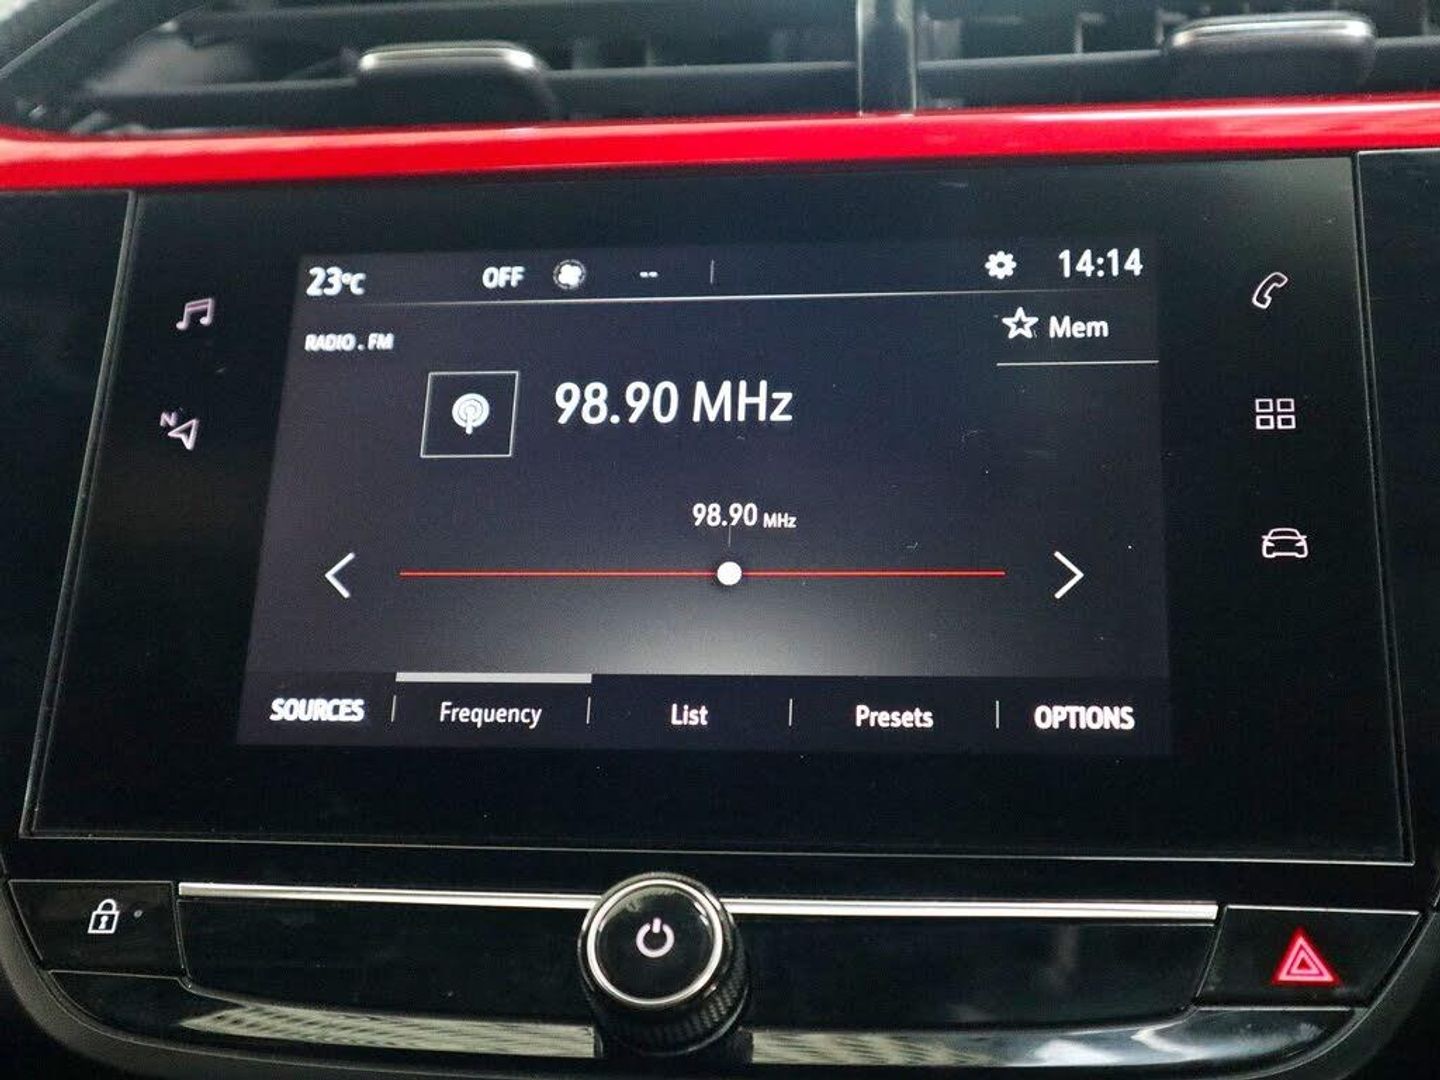 23°C OFF -- 14:14
RADIO . FM
Mem
98.90 MHz
98.90 MHz
N
SOURCES Frequency List Presets OPTIONS